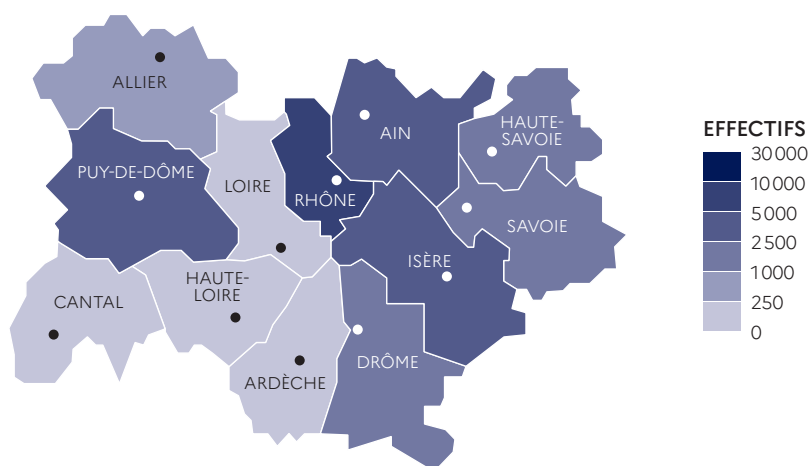 ALLIER
PUY-DE-DÔME
LOIRE
RHÔNE
AIN
HAUTE-
SAVOIE
SAVOIE
ISÈRE
CANTAL
HAUTE-
LOIRE
ARDÈCHE
DRÔME
EFFECTIFS
30 000
10 000
5 000
2 500
1 000
250
0